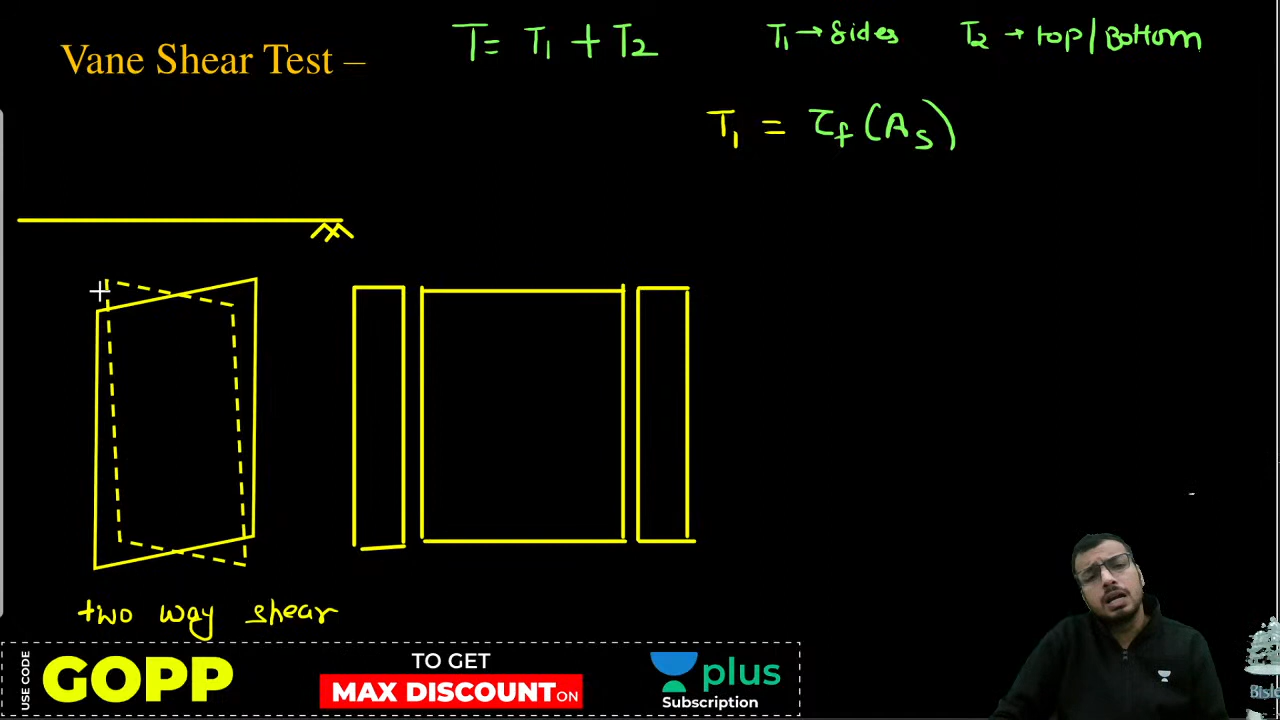 T = T1 + T2
T1 → sides
T2 → top/Bottom
Vane Shear Test –
T1 = τf (As)
two way shear
USE CODE
GOPP
TO GET
MAX DISCOUNT ON
plus
Subscription